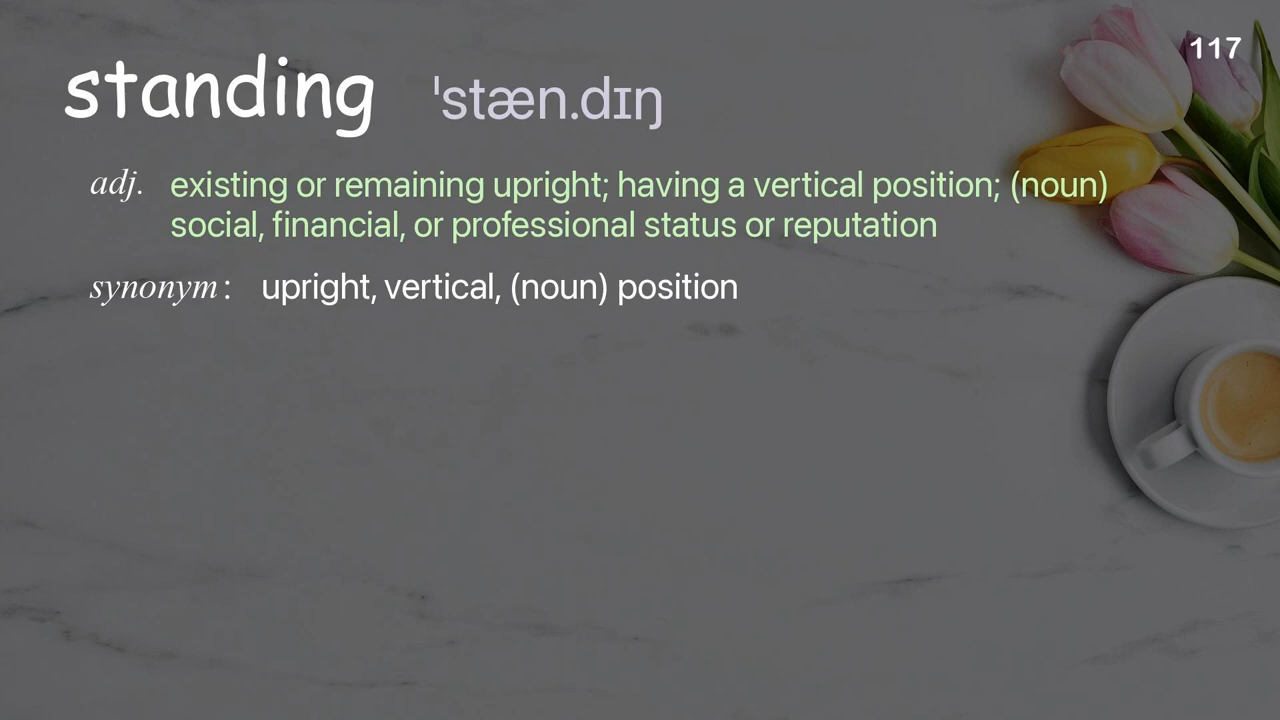 117
standing ˈstæn.dɪŋ
adj. existing or remaining upright; having a vertical position; (noun)
social, financial, or professional status or reputation
synonym: upright, vertical, (noun) position